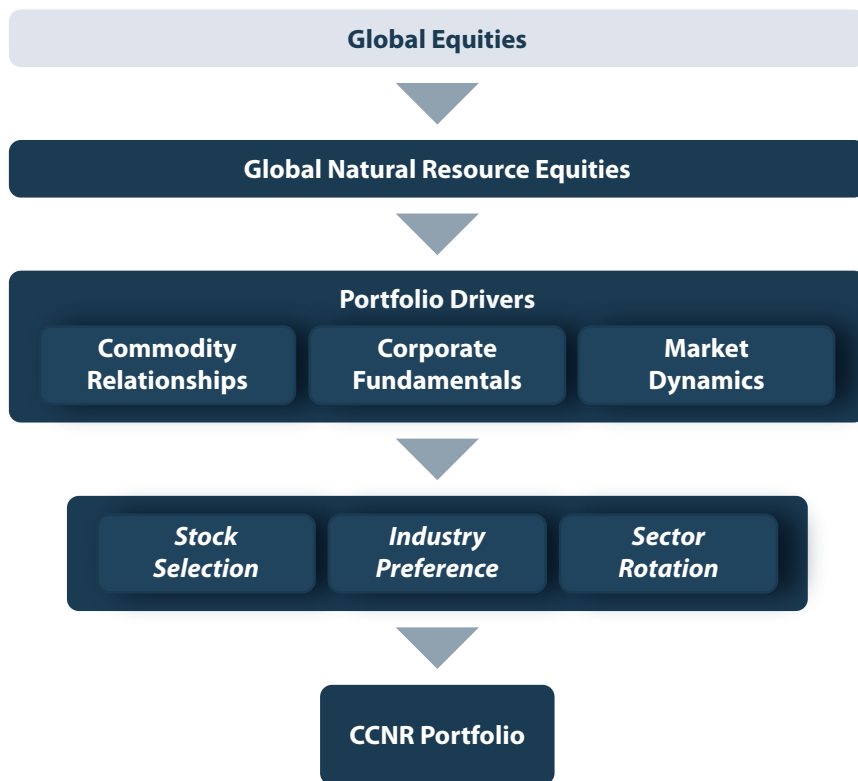 Global Equities
Global Natural Resource Equities
Portfolio Drivers
Commodity
Relationships
Corporate
Fundamentals
Market
Dynamics
Stock
Selection
Industry
Preference
Sector
Rotation
CCNR Portfolio